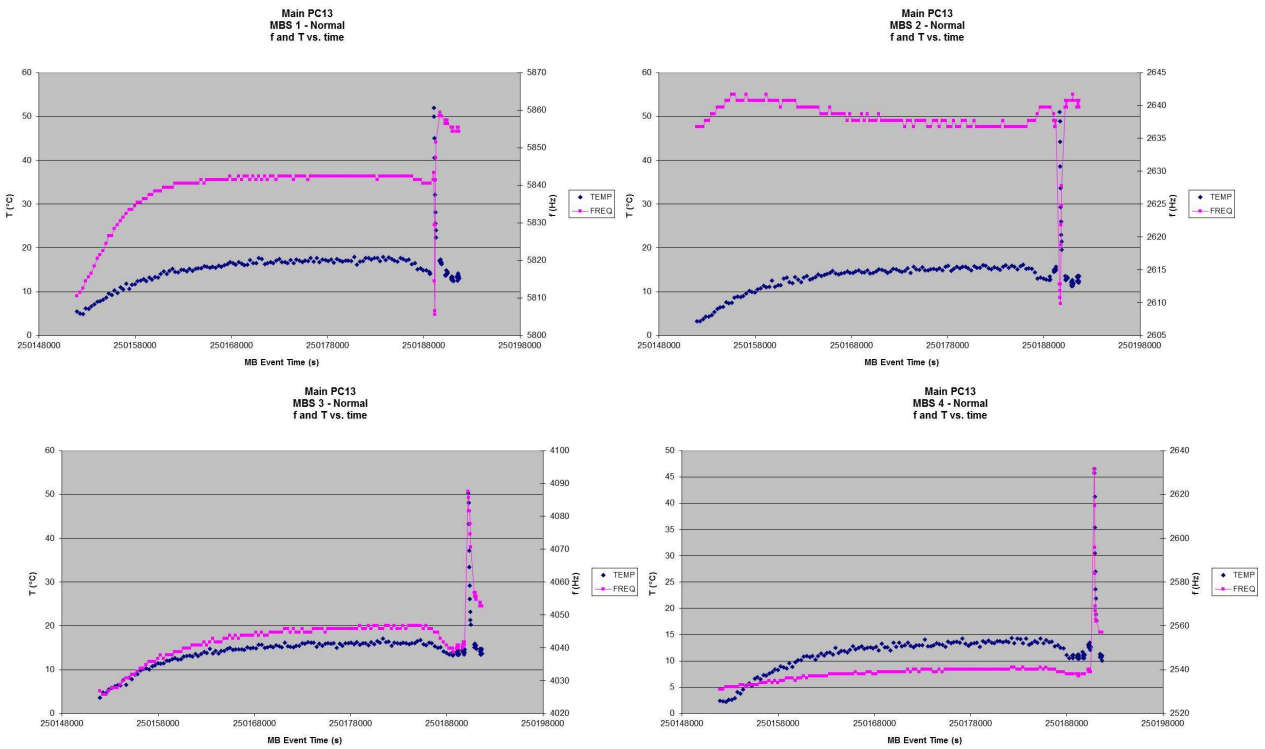 Main PC13
MBS 1 - Normal
f and T vs. time
60
50
40
30
20
10
0
T (°C)
5870
5860
5850
5840
5830
5820
5810
5800
f (Hz)
250148000 250158000 250168000 250178000 250188000 250198000
MB Event Time (s)
TEMP
FREQ
Main PC13
MBS 2 - Normal
f and T vs. time
60
50
40
30
20
10
0
T (°C)
2645
2640
2635
2630
2625
2620
2615
2610
2605
f (Hz)
250148000 250158000 250168000 250178000 250188000 250198000
MB Event Time (s)
TEMP
FREQ
Main PC13
MBS 3 - Normal
f and T vs. time
60
50
40
30
20
10
0
T (°C)
4100
4090
4080
4070
4060
4050
4040
4030
4020
f (Hz)
250148000 250158000 250168000 250178000 250188000 250198000
MB Event Time (s)
TEMP
FREQ
Main PC13
MBS 4 - Normal
f and T vs. time
50
45
40
35
30
25
20
15
10
5
0
T (°C)
2640
2620
2600
2580
2560
2540
2520
f (Hz)
250148000 250158000 250168000 250178000 250188000 250198000
MB Event Time (s)
TEMP
FREQ